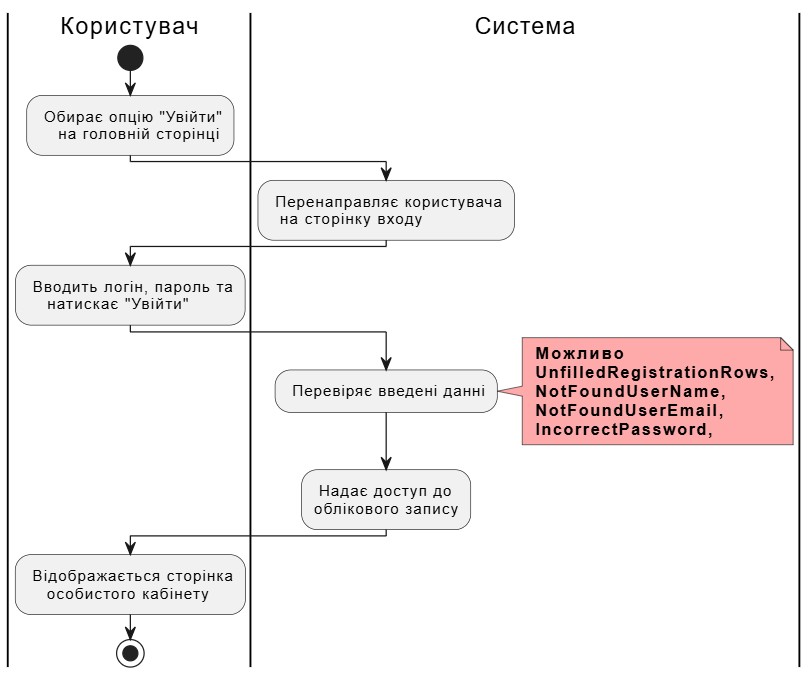 Користувач
Система
Обирає опцію "Увійти"
на головній сторінці
Перенаправляє користувача
на сторінку входу
Вводить логін, пароль та
натискає "Увійти"
Перевіряє введені данні
Можливо
UnfilledRegistrationRows,
NotFoundUserName,
NotFoundUserEmail,
IncorrectPassword,
Надає доступ до
облікового запису
Відображається сторінка
особистого кабінету